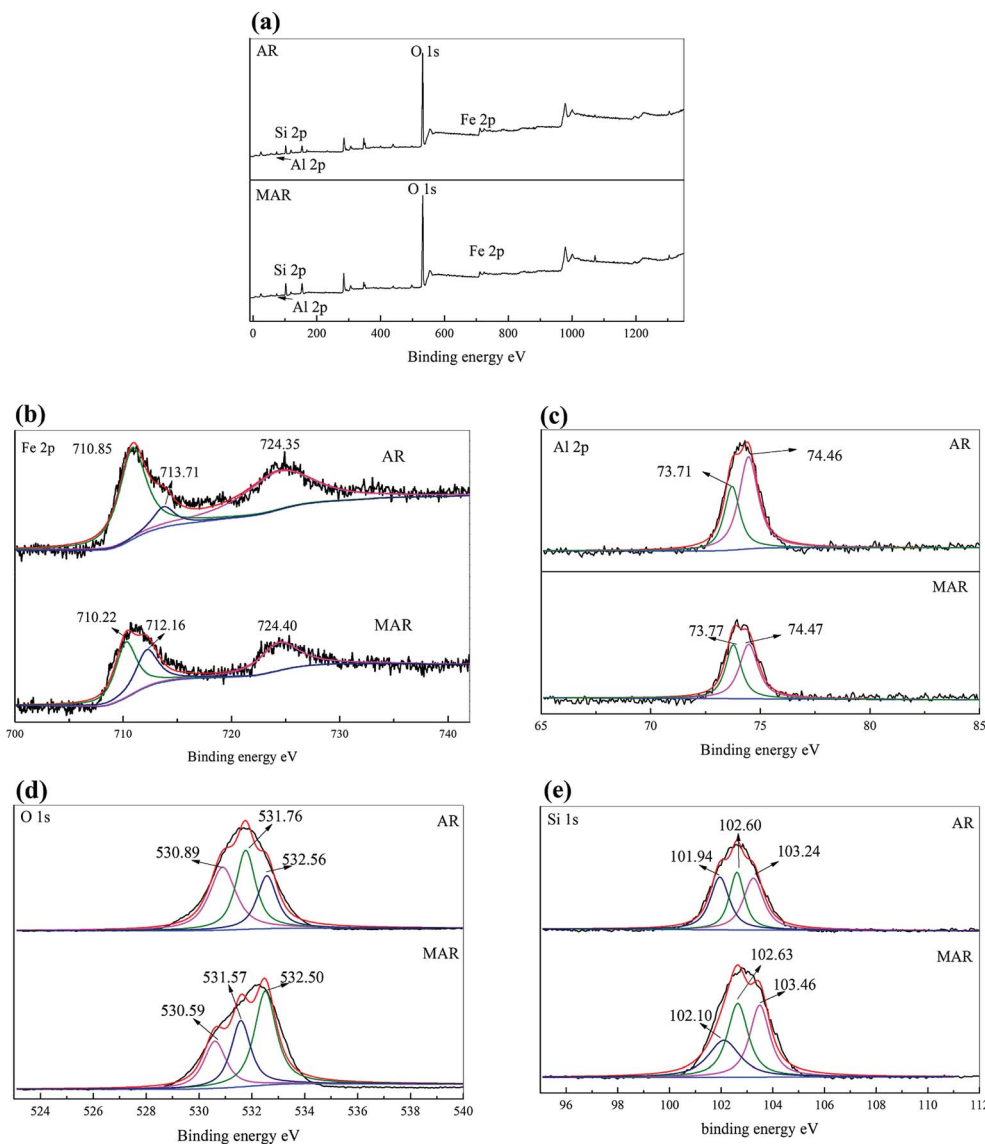 (a)
AR
O 1s
Si 2p
Fe 2p
Al 2p
MAR
O 1s
Si 2p
Fe 2p
Al 2p
0 200 400 600 800 1000 1200
Binding energy eV
(b)
Fe 2p
710.85
713.71
724.35
AR
710.22
712.16
724.40
MAR
700 710 720 730 740
Binding energy eV
(c)
Al 2p
AR
73.71
74.46
MAR
73.77
74.47
65 70 75 80 85
Binding energy eV
(d)
O 1s
AR
530.89
531.76
532.56
MAR
530.59
531.57
532.50
524 526 528 530 532 534 536 538 540
Binding energy eV
(e)
Si 1s
AR
101.94
102.60
103.24
MAR
102.10
102.63
103.46
96 98 100 102 104 106 108 110 112
binding energy eV